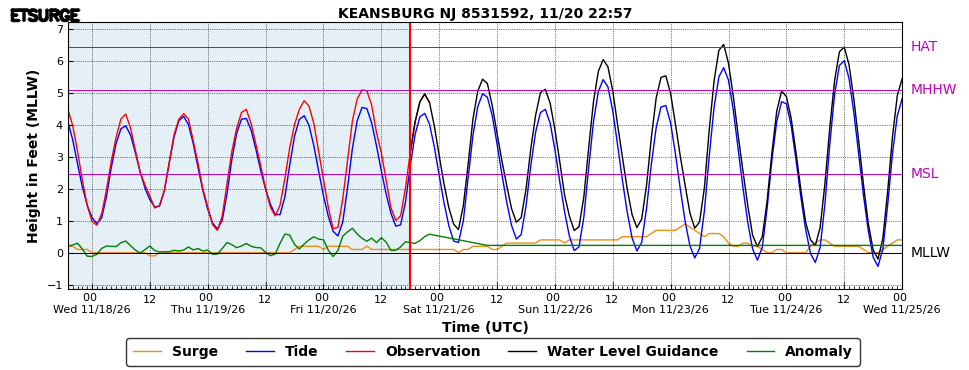 ETSURGE
KEANSBURG NJ 8531592, 11/20 22:57
Height in Feet (MLLW)
7
6
5
4
3
2
1
0
−1
HAT
MHHW
MSL
MLLW
00 12 00 12 00 12 00 12 00 12 00 12 00 12 00
Wed 11/18/26 Thu 11/19/26 Fri 11/20/26 Sat 11/21/26 Sun 11/22/26 Mon 11/23/26 Tue 11/24/26 Wed 11/25/26
Time (UTC)
Surge Tide Observation Water Level Guidance Anomaly